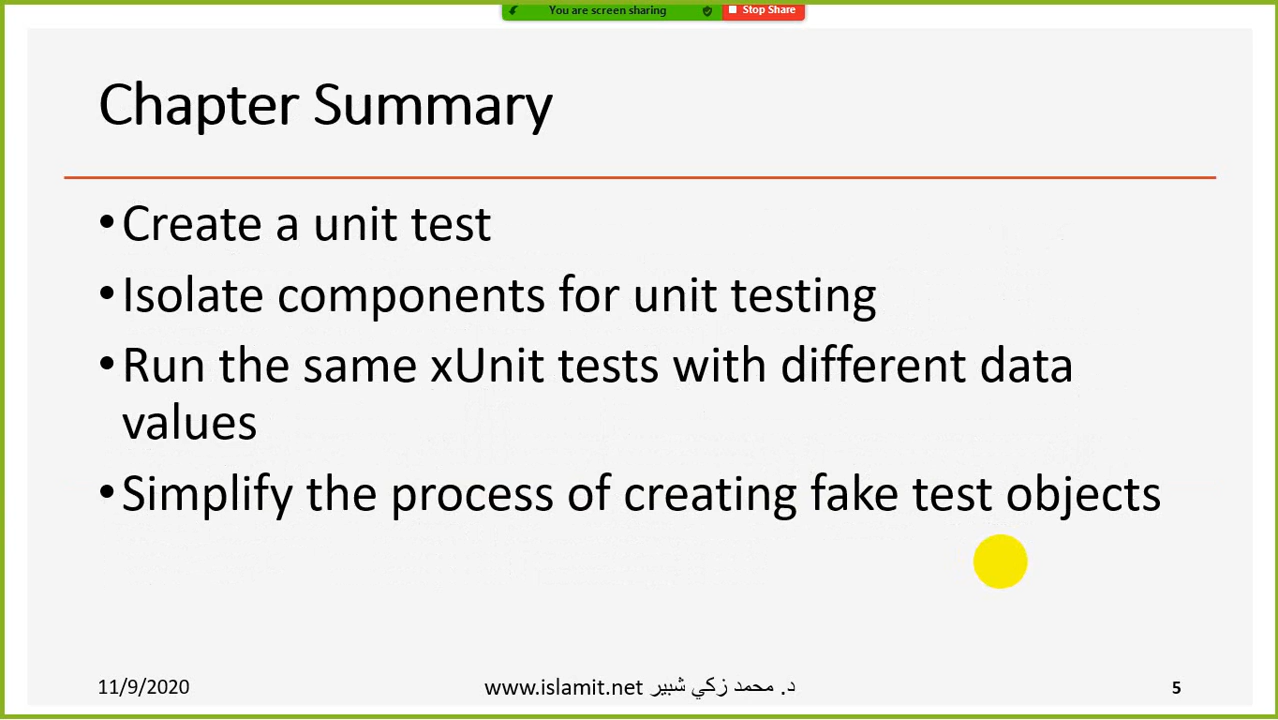 You are screen sharing Stop Share
Chapter Summary
•Create a unit test
•Isolate components for unit testing
•Run the same xUnit tests with different data
values
•Simplify the process of creating fake test objects
11/9/2020 www.islamit.net د. محمد زكي شبير 5